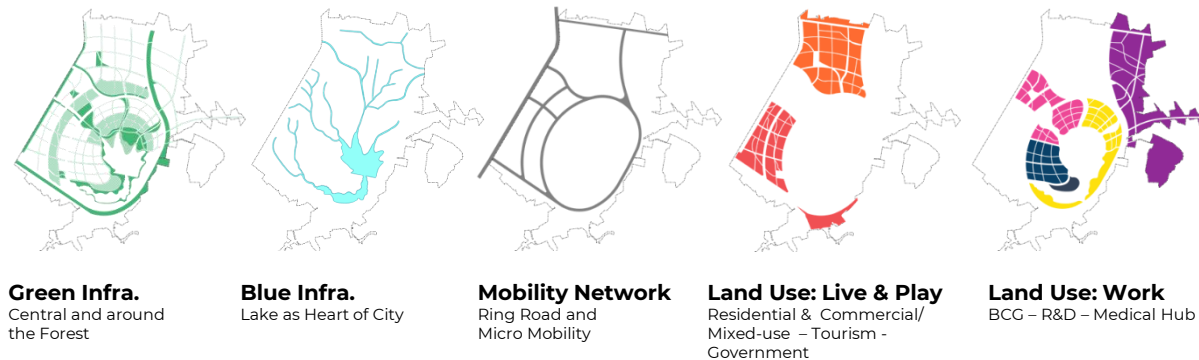 Green Infra.
Central and around
the Forest
Blue Infra.
Lake as Heart of City
Mobility Network
Ring Road and
Micro Mobility
Land Use: Live & Play
Residential & Commercial/
Mixed-use – Tourism -
Government
Land Use: Work
BCG – R&D – Medical Hub